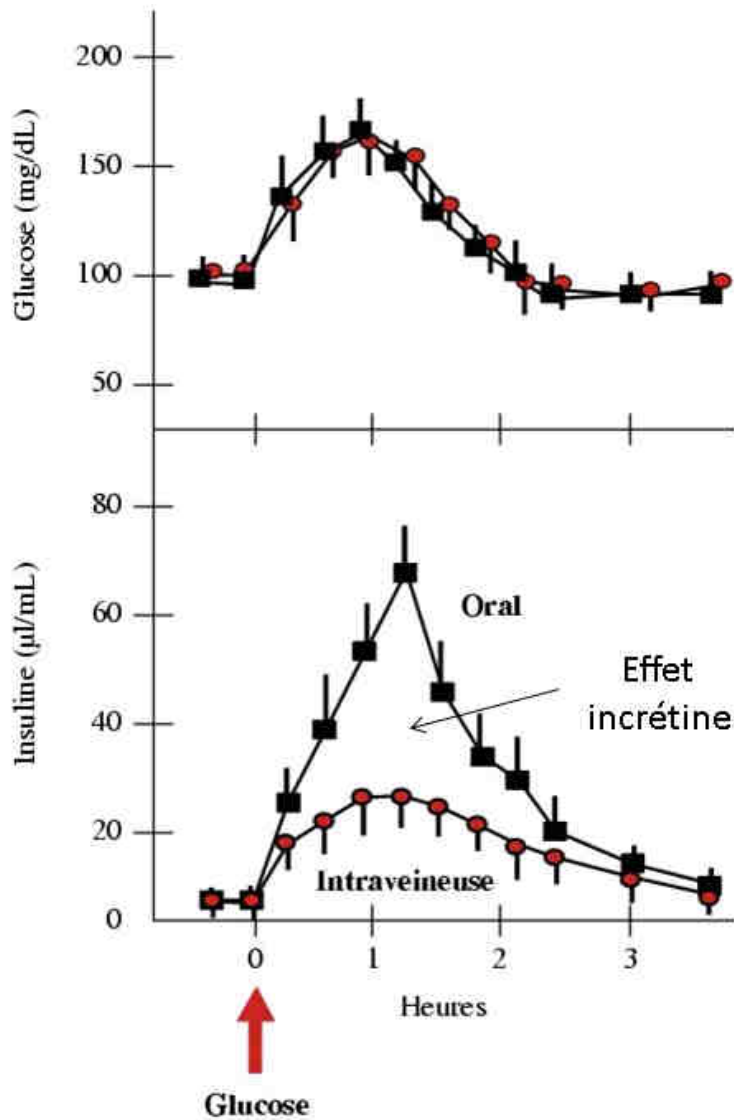 200
150
100
50
Glucose (mg/dL)
80
60
40
20
0
Insuline (µl/mL)
Oral
Effet
incrétine
Intraveineuse
0 1 2 3
Heures
Glucose